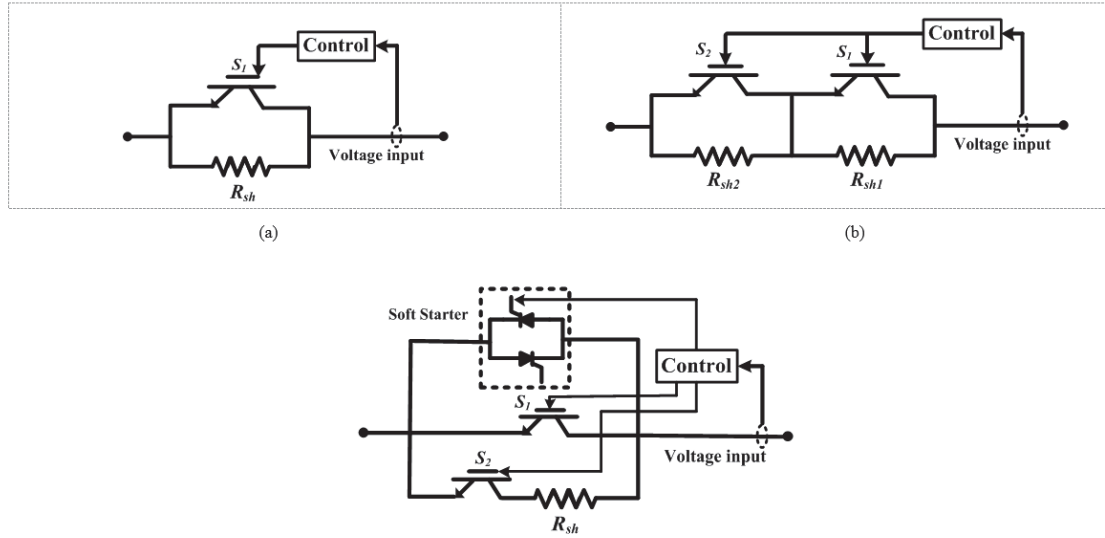 Control
S1
Voltage input
Rsh
(a)
Control
S2
S1
Voltage input
Rsh2
Rsh1
(b)
Soft Starter
Control
S1
Voltage input
S2
Rsh